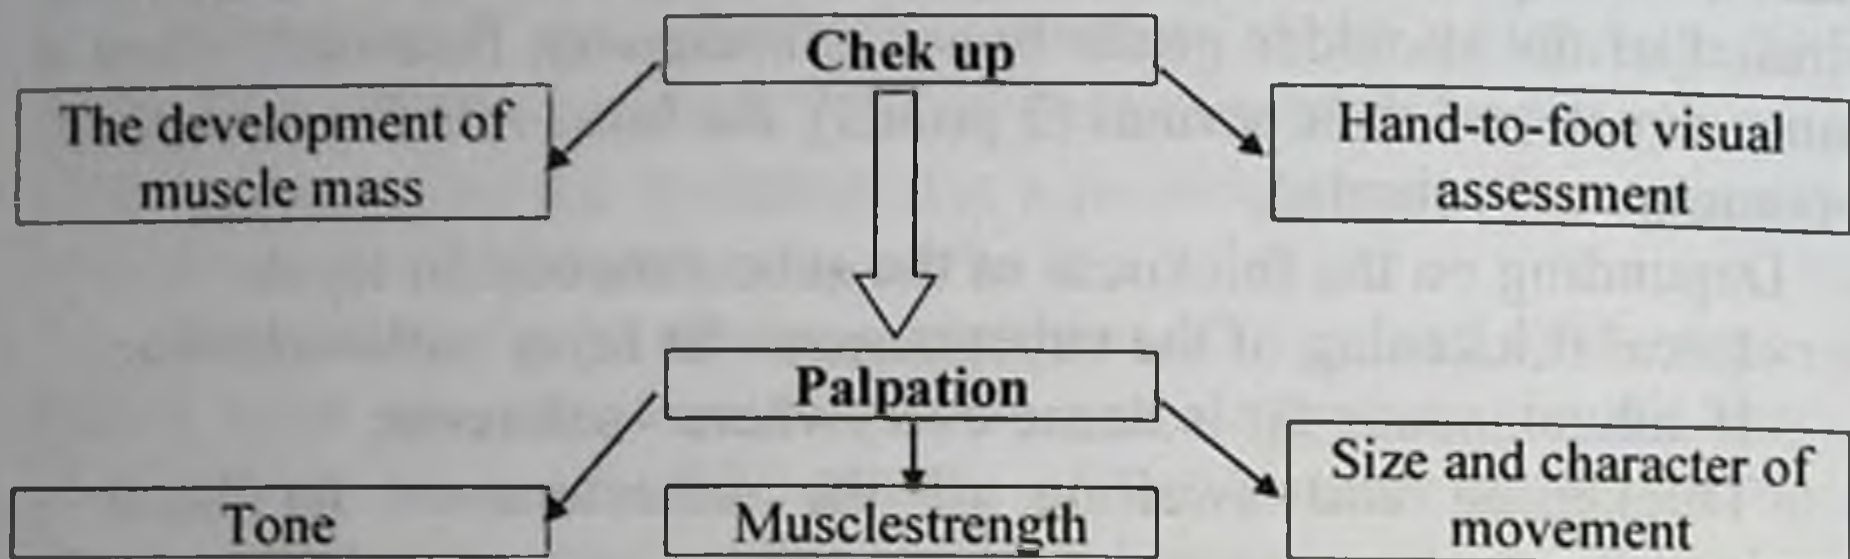 Chek up
The development of
muscle mass
Hand-to-foot visual
assessment
Palpation
Tone
Musclestrength
Size and character of
movement